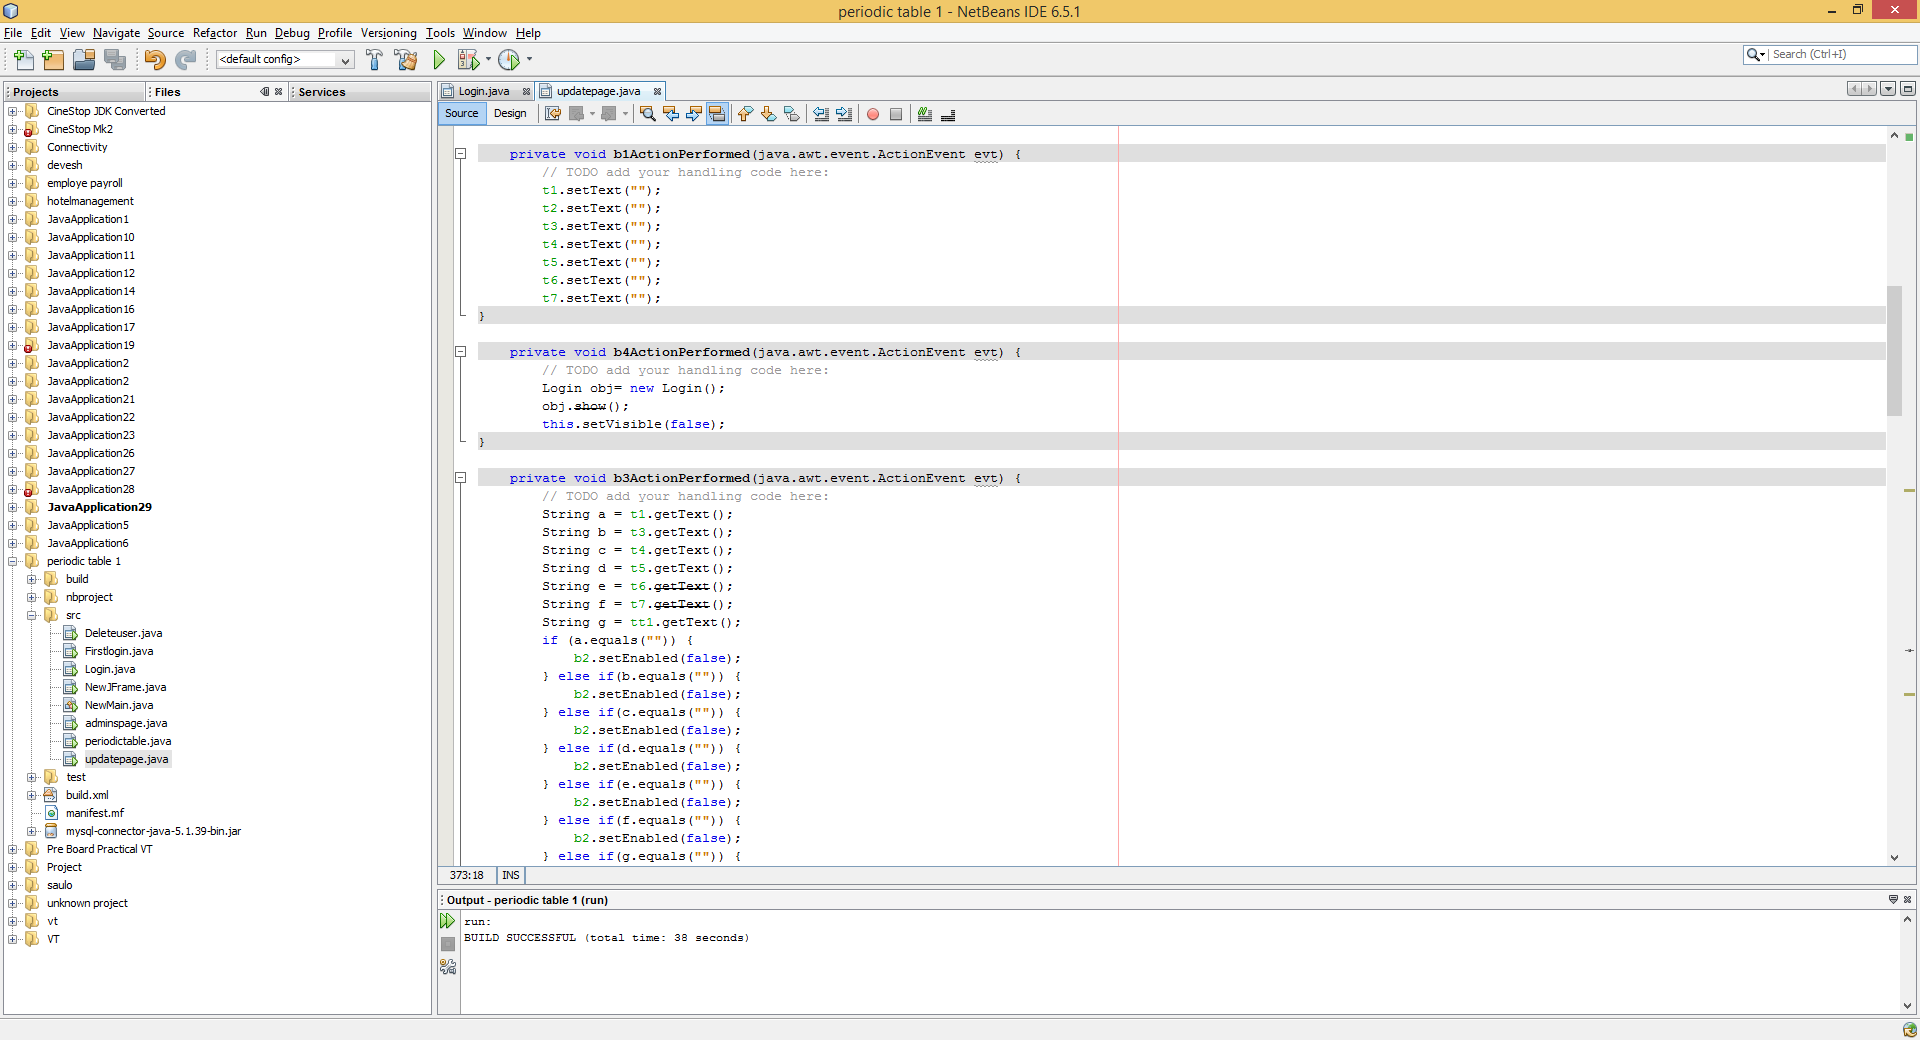 periodic table 1 - NetBeans IDE 6.5.1
File Edit View Navigate Source Refactor Run Debug Profile Versioning Tools Window Help
<default config>
Search (Ctrl+I)
Projects Files Services
CineStop JDK Converted
CineStop Mk2
Connectivity
devesh
employe payroll
hotelmanagement
JavaApplication1
JavaApplication10
JavaApplication11
JavaApplication12
JavaApplication14
JavaApplication16
JavaApplication17
JavaApplication19
JavaApplication2
JavaApplication2
JavaApplication21
JavaApplication22
JavaApplication23
JavaApplication26
JavaApplication27
JavaApplication28
JavaApplication29
JavaApplication5
JavaApplication6
periodic table 1
build
nbproject
src
Deleteuser.java
Firstlogin.java
Login.java
NewJFrame.java
NewMain.java
adminspage.java
periodictable.java
updatepage.java
test
build.xml
manifest.mf
mysql-connector-java-5.1.39-bin.jar
Pre Board Practical VT
Project
saulo
unknown project
vt
VT
Login.java updatepage.java
Source Design
private void b1ActionPerformed(java.awt.event.ActionEvent evt) {
// TODO add your handling code here:
t1.setText("");
t2.setText("");
t3.setText("");
t4.setText("");
t5.setText("");
t6.setText("");
t7.setText("");
}
private void b4ActionPerformed(java.awt.event.ActionEvent evt) {
// TODO add your handling code here:
Login obj= new Login();
obj.show();
this.setVisible(false);
}
private void b3ActionPerformed(java.awt.event.ActionEvent evt) {
// TODO add your handling code here:
String a = t1.getText();
String b = t3.getText();
String c = t4.getText();
String d = t5.getText();
String e = t6.getText();
String f = t7.getText();
String g = tt1.getText();
if (a.equals("")) {
b2.setEnabled(false);
} else if(b.equals("")) {
b2.setEnabled(false);
} else if(c.equals("")) {
b2.setEnabled(false);
} else if(d.equals("")) {
b2.setEnabled(false);
} else if(e.equals("")) {
b2.setEnabled(false);
} else if(f.equals("")) {
b2.setEnabled(false);
} else if(g.equals("")) {
373:18 INS
Output - periodic table 1 (run)
run:
BUILD SUCCESSFUL (total time: 38 seconds)